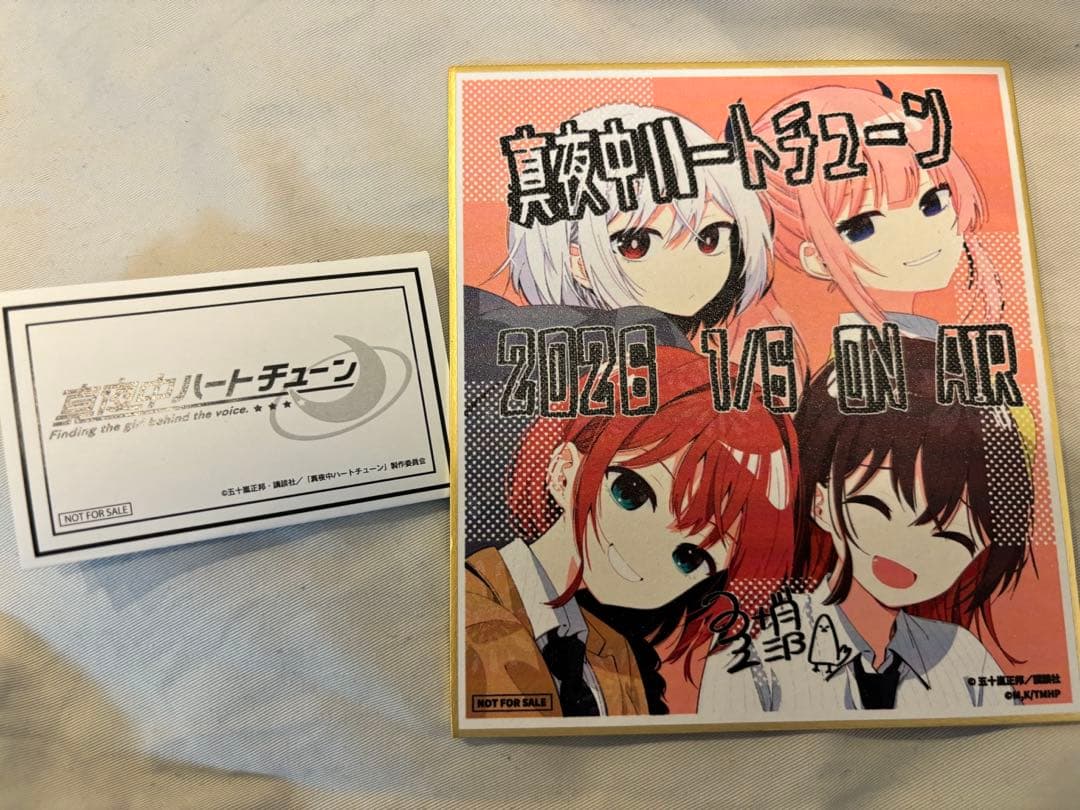 真夜中ハートチューン
Finding the girl behind the voice.
©五十嵐正邦・講談社／「真夜中ハートチューン」製作委員会
NOT FOR SALE
真夜中ハートチューン
2026 1/6 ON AIR
NOT FOR SALE
©五十嵐正邦／講談社
©M,K/TMHP